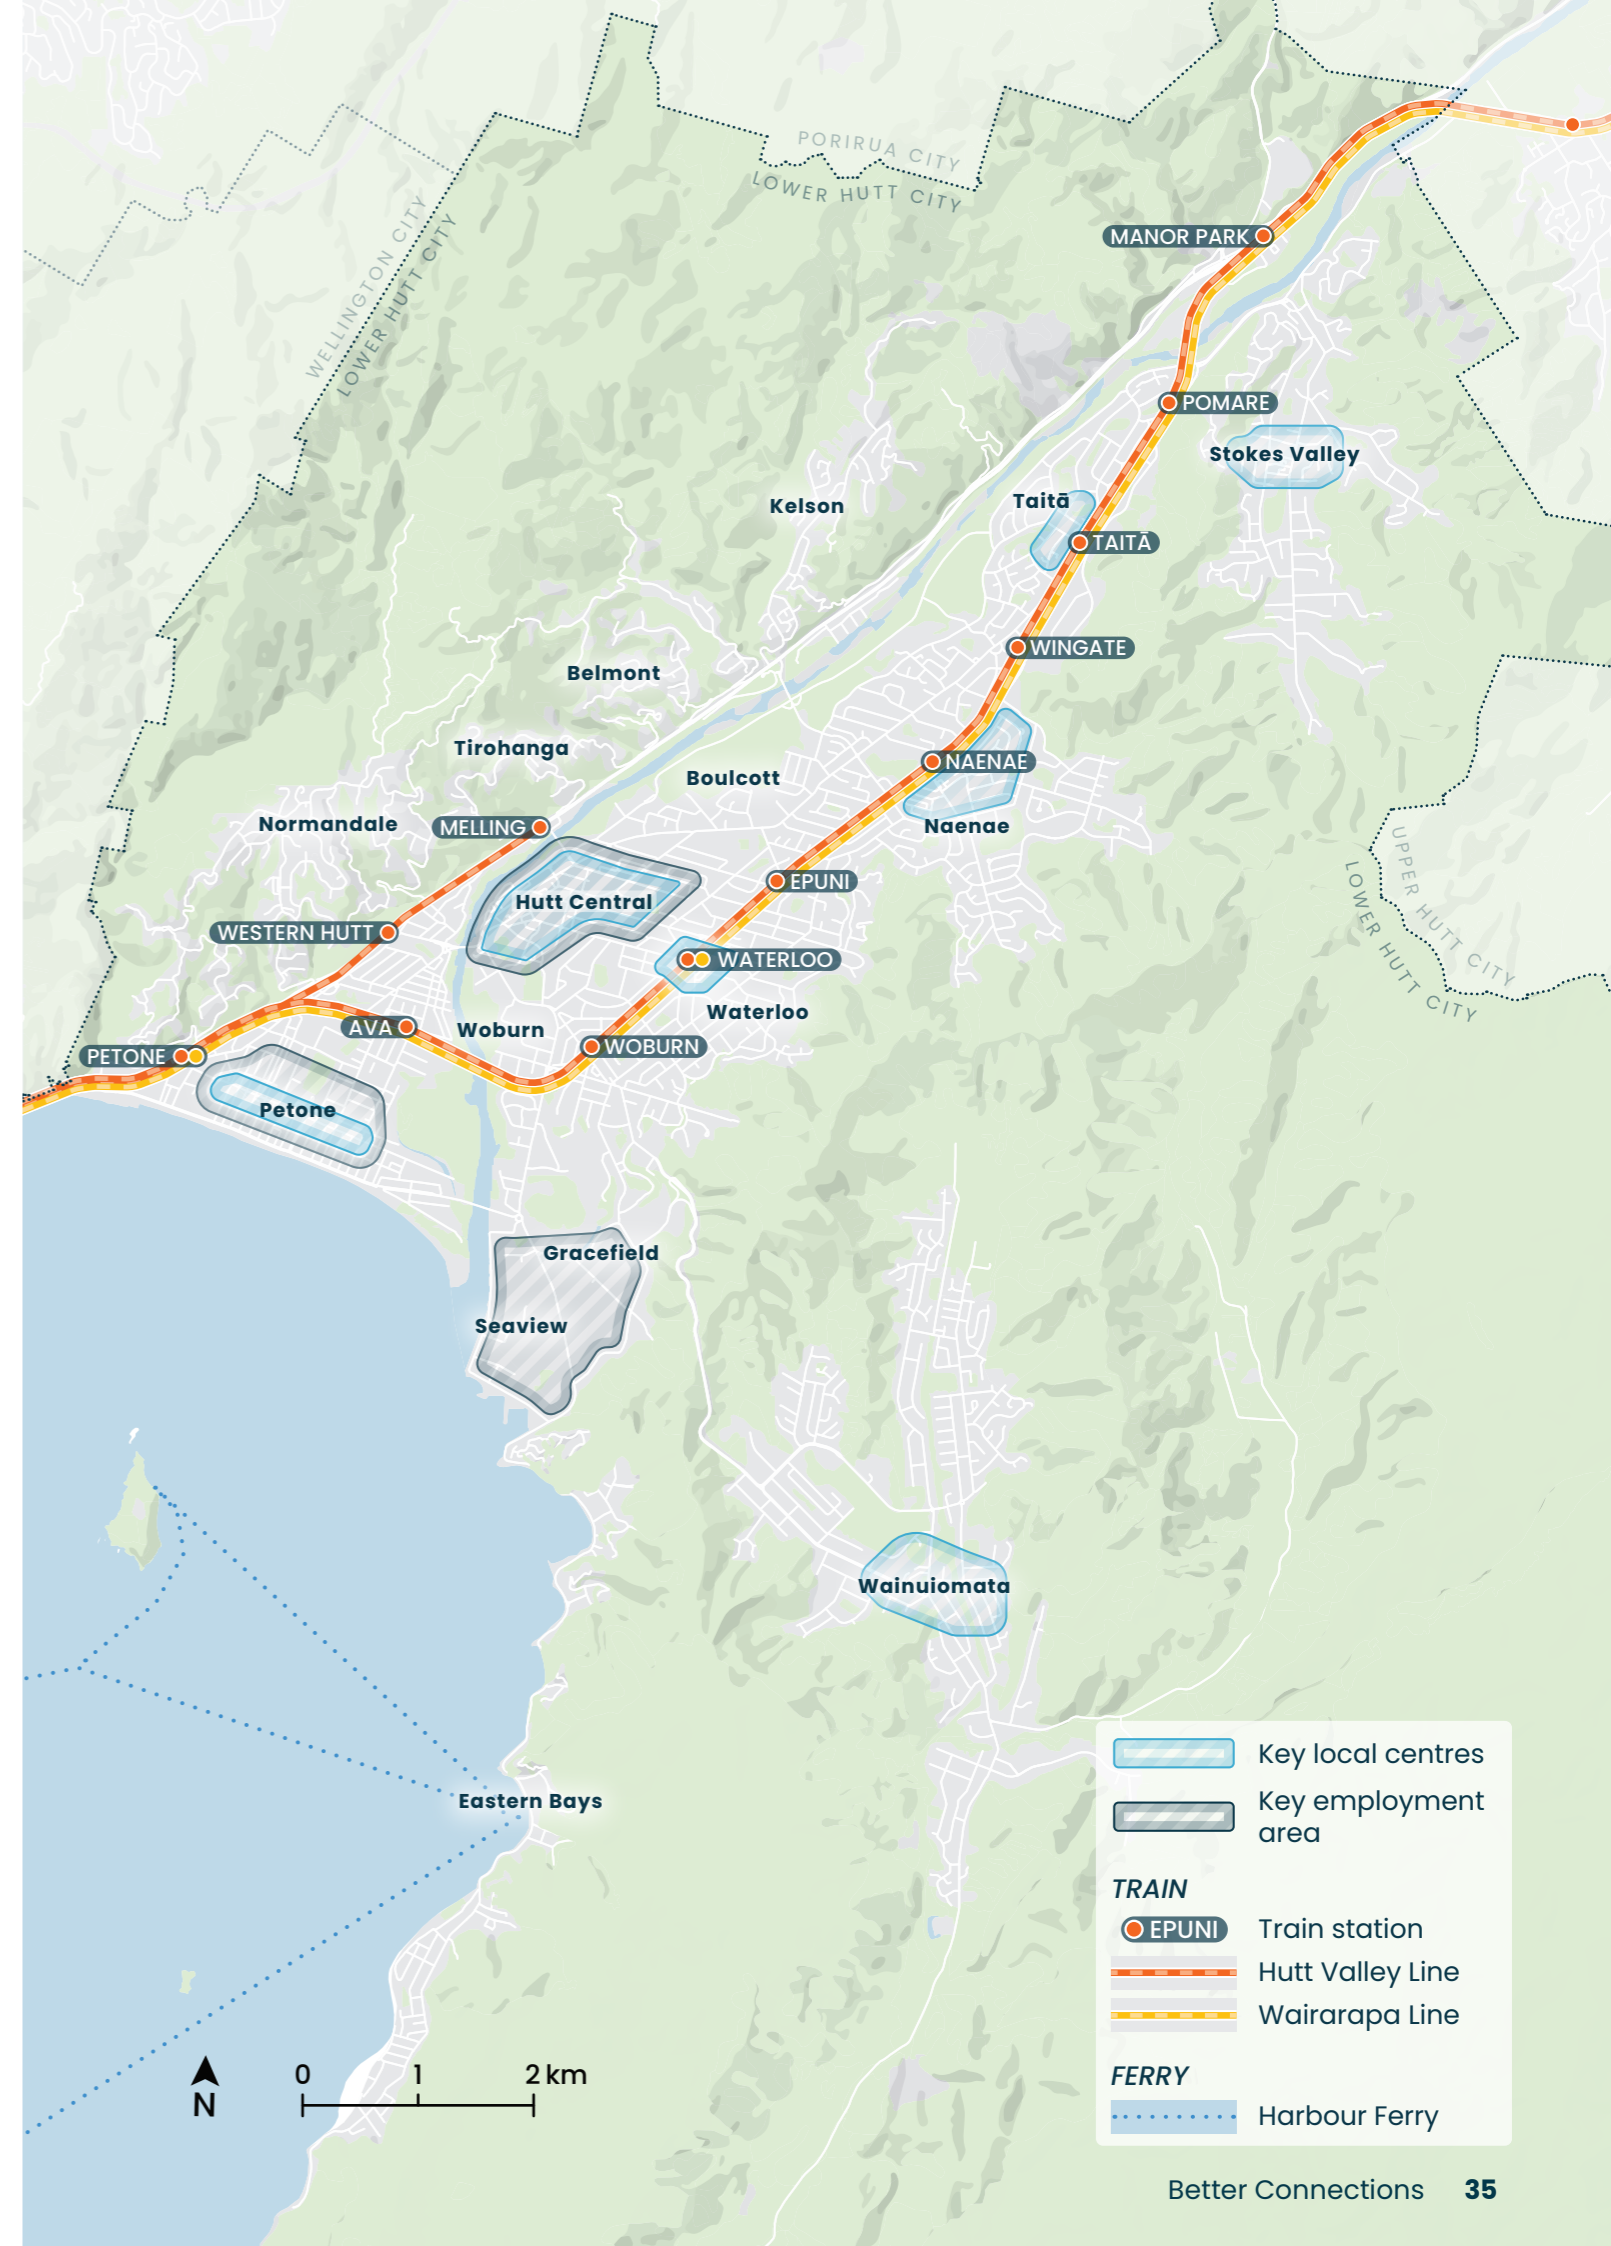 PORIRUA CITY
LOWER HUTT CITY
WELLINGTON CITY
LOWER HUTT CITY
MANOR PARK
POMARE
Stokes Valley
Kelson
Taitā
TAITĀ
WINGATE
Belmont
Tirohanga
Boulcott
NAENAE
Naenae
Normandale
MELLING
EPUNI
Hutt Central
WESTERN HUTT
WATERLOO
Waterloo
UPPER HUTT CITY
LOWER HUTT CITY
AVA
Woburn
WOBURN
PETONE
Petone
Gracefield
Seaview
Wainuiomata
Eastern Bays
Key local centres
Key employment
area
TRAIN
EPUNI Train station
Hutt Valley Line
Wairarapa Line
FERRY
Harbour Ferry
0 1 2 km
N
Better Connections 35